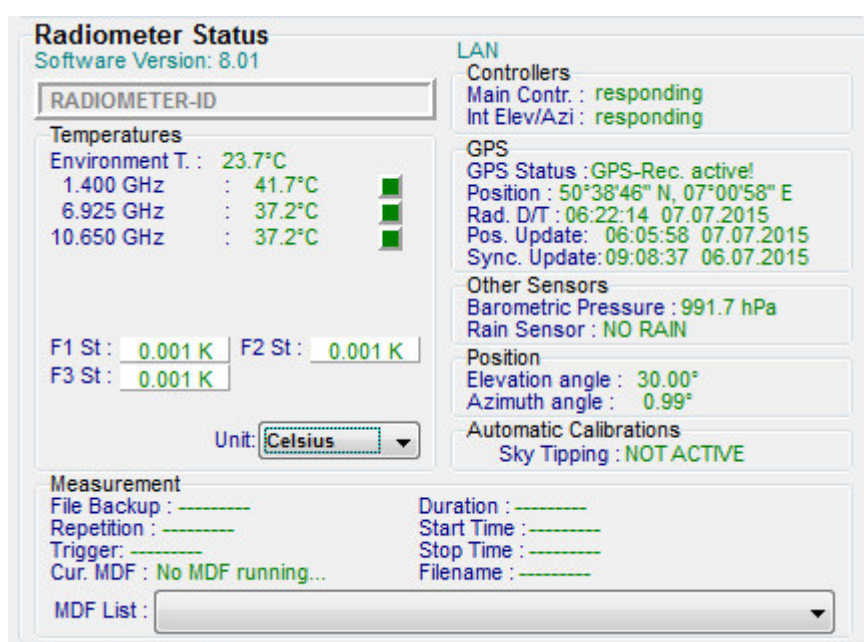 Radiometer Status
Software Version: 8.01
RADIOMETER-ID
Temperatures
Environment T. : 23.7°C
1.400 GHz : 41.7°C
6.925 GHz : 37.2°C
10.650 GHz : 37.2°C
F1 St : 0.001 K F2 St : 0.001 K
F3 St : 0.001 K
Unit: Celsius
LAN
Controllers
Main Contr. : responding
Int Elev/Azi : responding
GPS
GPS Status :GPS-Rec. active!
Position : 50°38'46" N, 07°00'58" E
Rad. D/T : 06:22:14 07.07.2015
Pos. Update: 06:05:58 07.07.2015
Sync. Update: 09:08:37 06.07.2015
Other Sensors
Barometric Pressure : 991.7 hPa
Rain Sensor : NO RAIN
Position
Elevation angle : 30.00°
Azimuth angle : 0.99°
Automatic Calibrations
Sky Tipping : NOT ACTIVE
Measurement
File Backup : ---------
Repetition : ---------
Trigger: ---------
Cur. MDF : No MDF running...
Duration : ---------
Start Time : ---------
Stop Time : ---------
Filename : ---------
MDF List :